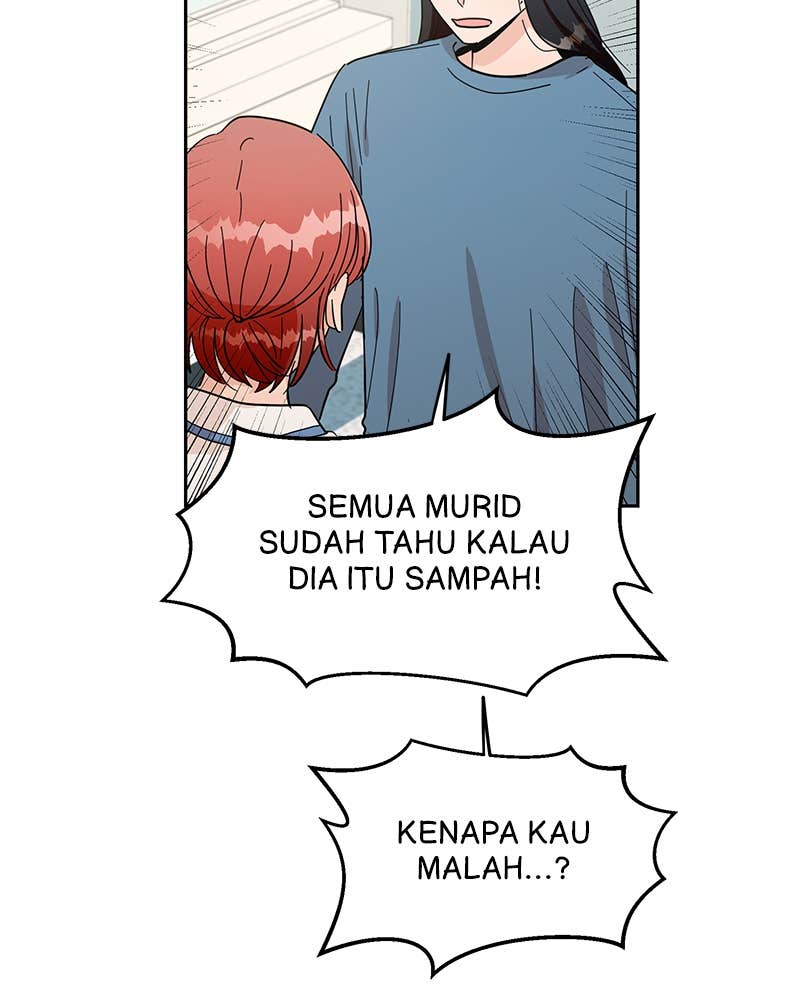 SEMUA MURID
SUDAH TAHU KALAU
DIA ITU SAMPAH!
KENAPA KAU
MALAH...?